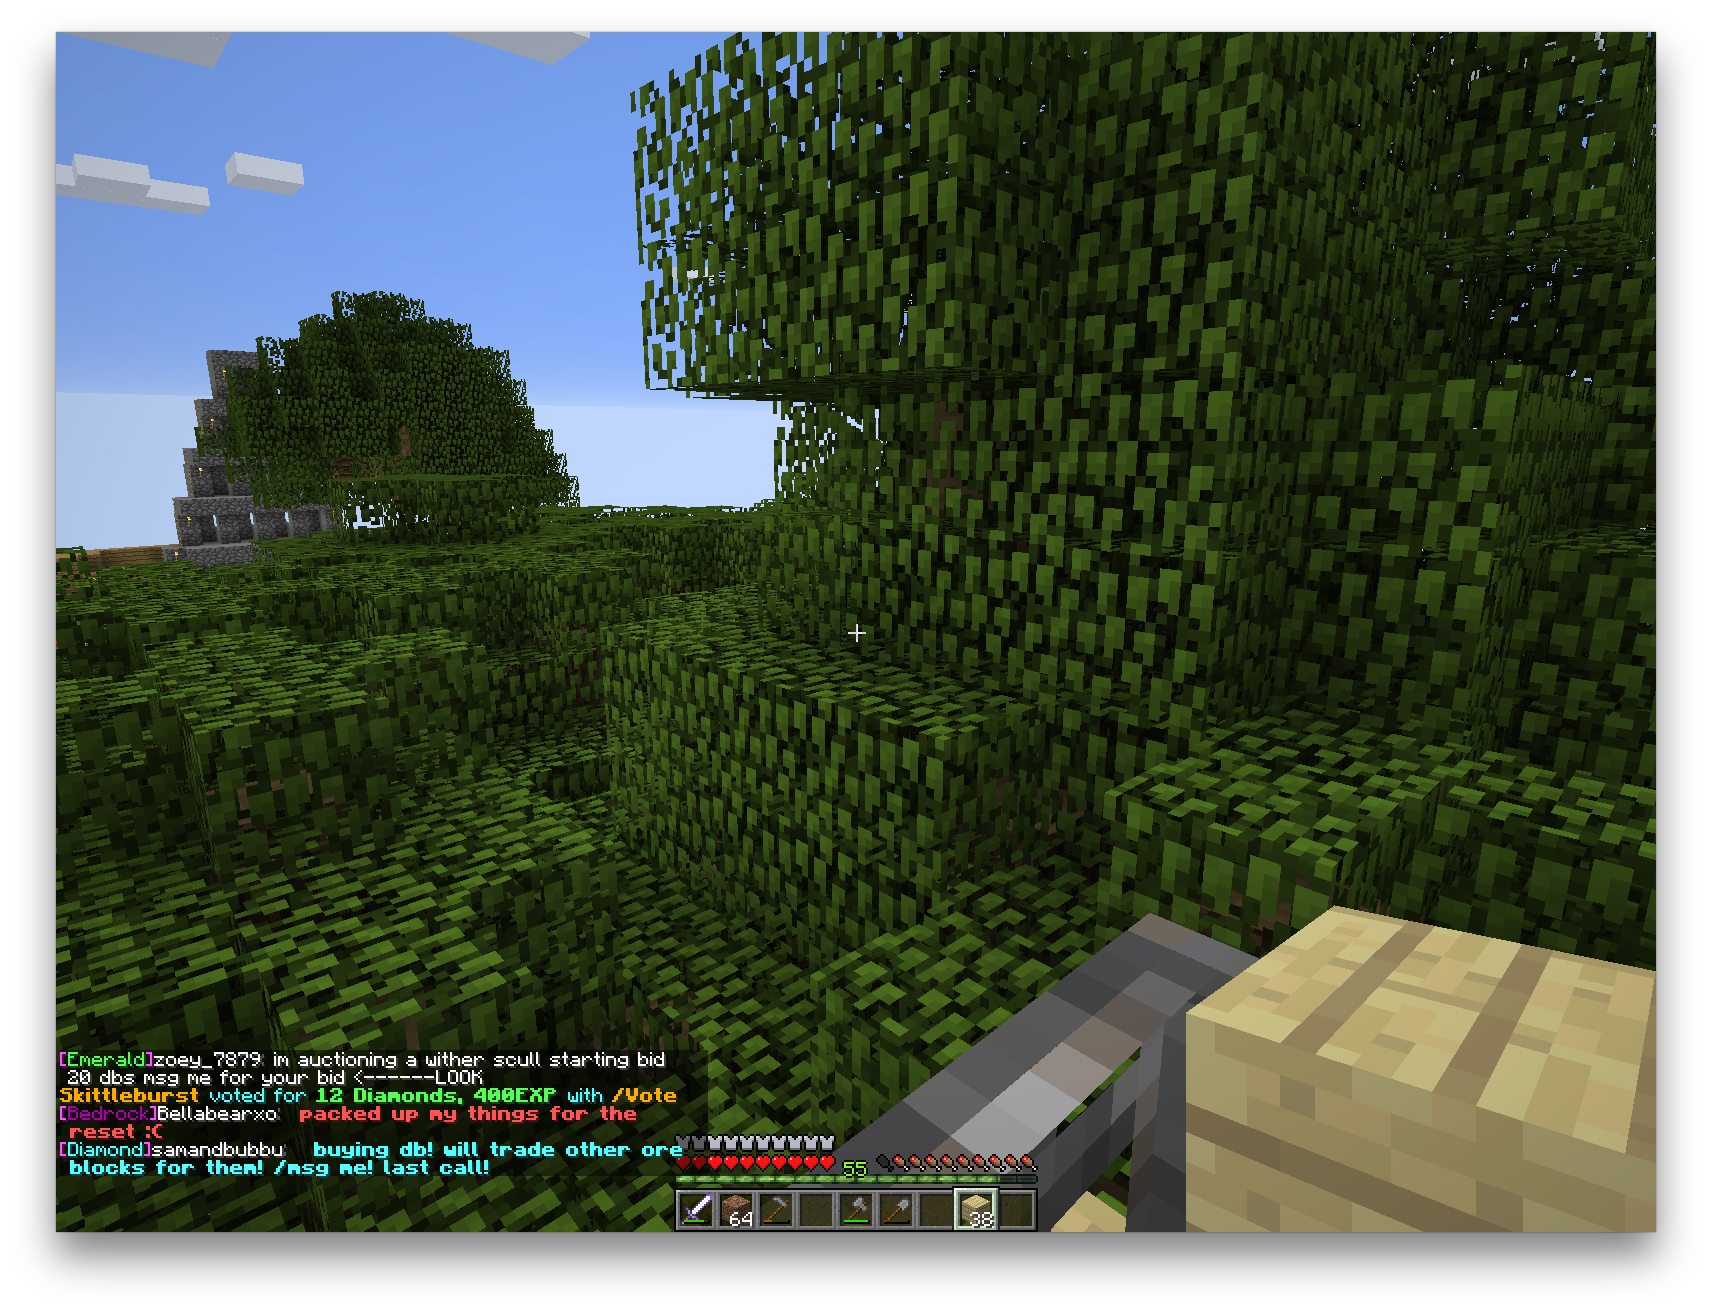 [Emerald]zoey_7879: im auctioning a wither scull starting bid
20 dbs msg me for your bid <------LOOK
Skittleburst voted for 12 Diamonds, 400EXP with /Vote
[Bedrock]Bellabearxo: packed up my things for the
reset :C
[Diamond]samandbubbu: buying db! will trade other ore
blocks for them! /msg me! last call!
55
64
38